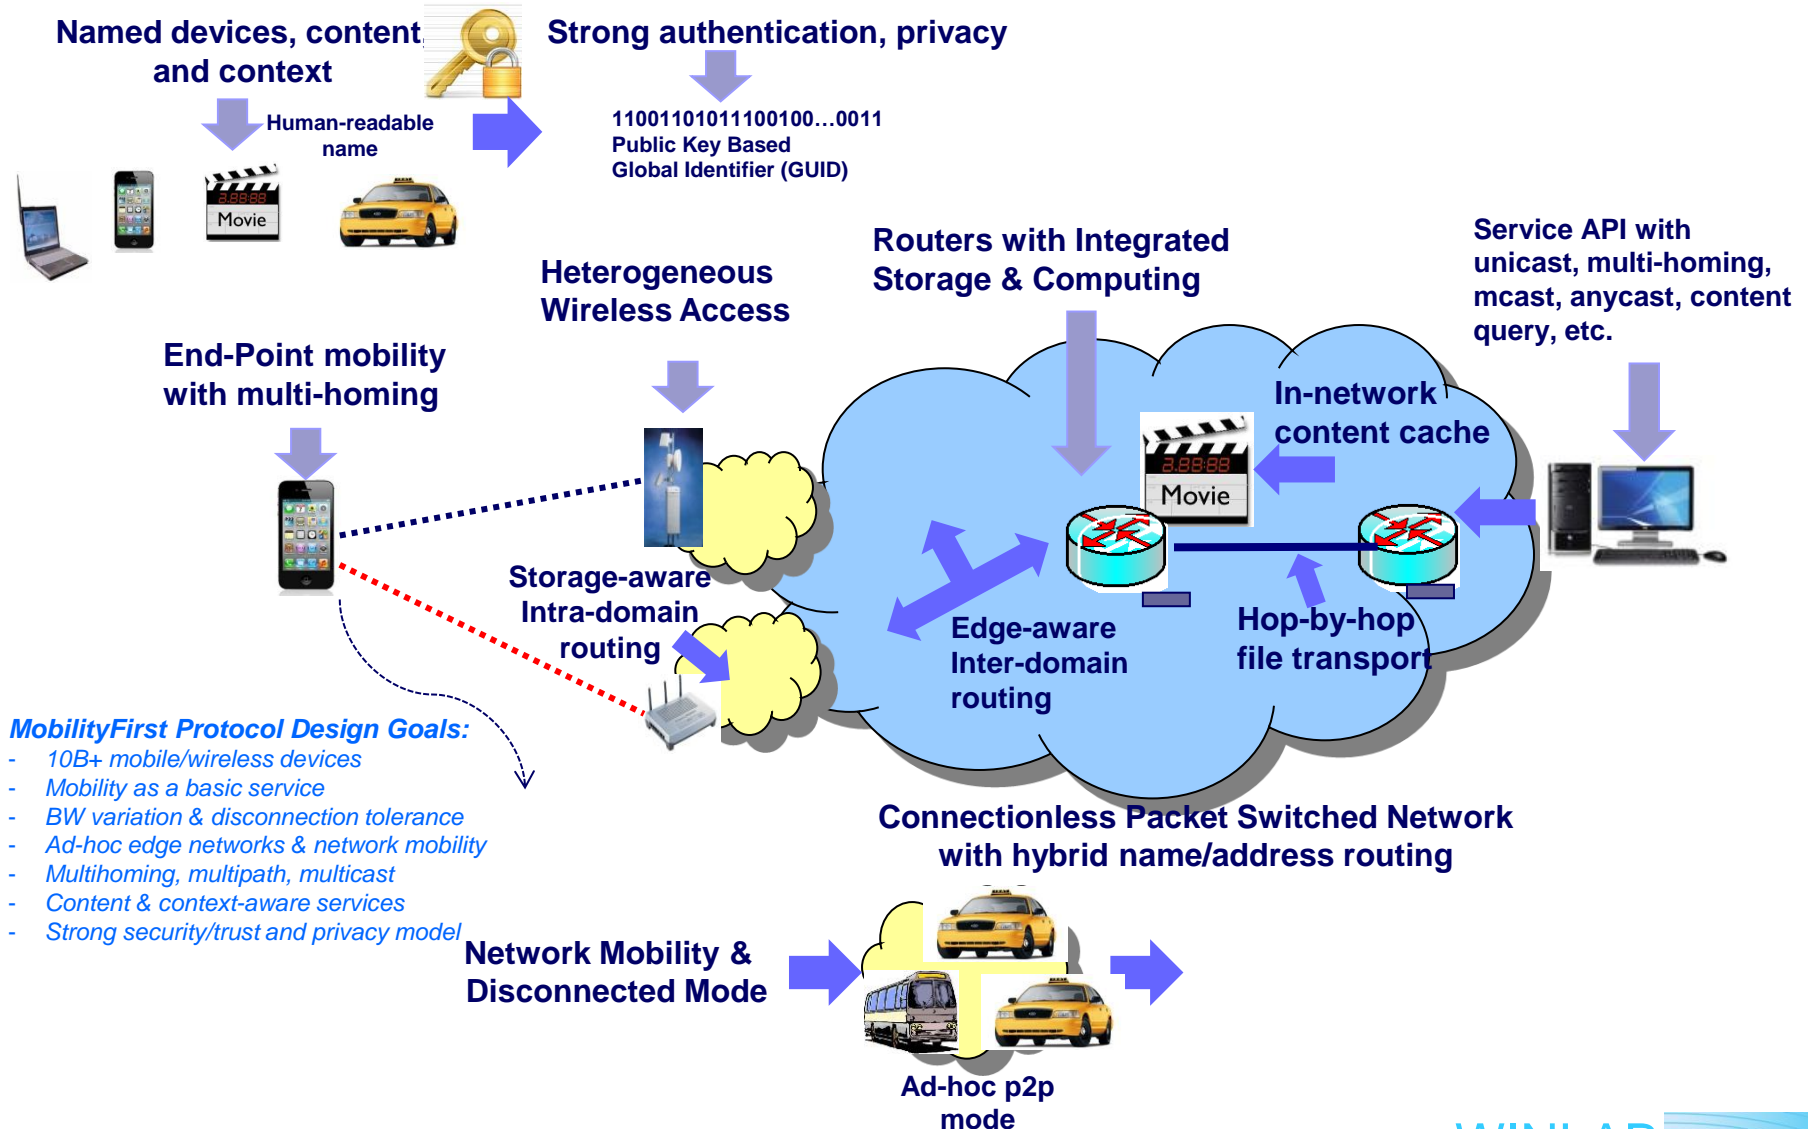 Named devices, content,
and context
Strong authentication, privacy
Human-readable
name
11001101011100100…0011
Public Key Based
Global Identifier (GUID)
Movie
Routers with Integrated
Storage & Computing
Service API with
unicast, multi-homing,
mcast, anycast, content
query, etc.
Heterogeneous
Wireless Access
End-Point mobility
with multi-homing
In-network
content cache
Movie
Storage-aware
Intra-domain
routing
Edge-aware
Inter-domain
routing
Hop-by-hop
file transport
MobilityFirst Protocol Design Goals:
- 10B+ mobile/wireless devices
- Mobility as a basic service
- BW variation & disconnection tolerance
- Ad-hoc edge networks & network mobility
- Multihoming, multipath, multicast
- Content & context-aware services
- Strong security/trust and privacy model
Connectionless Packet Switched Network
with hybrid name/address routing
Network Mobility &
Disconnected Mode
Ad-hoc p2p
mode
WINLAB